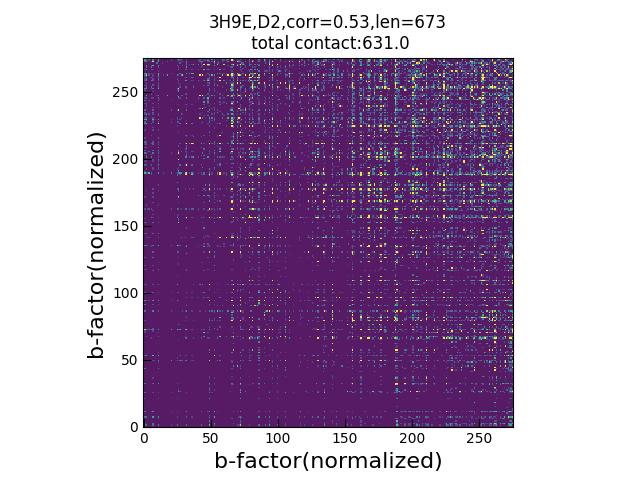 3H9E,D2,corr=0.53,len=673
total contact:631.0
b-factor(normalized)
250
200
150
100
50
0
0 50 100 150 200 250
b-factor(normalized)